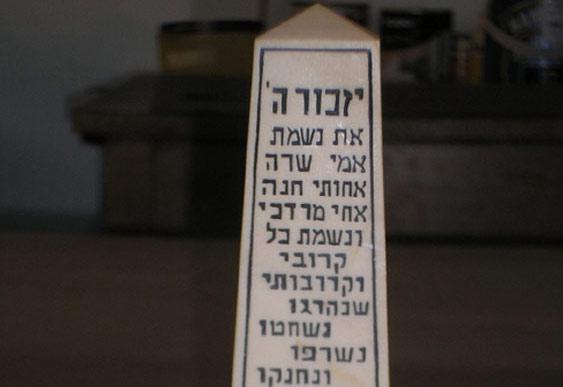 יזכור ה'
את נשמת
אמי שרה
אחותי חנה
אחי מרדכי
ונשמת כל
קרובי
וקרובותי
שנהרגו
נשחטו
נשרפו
ונחנקו